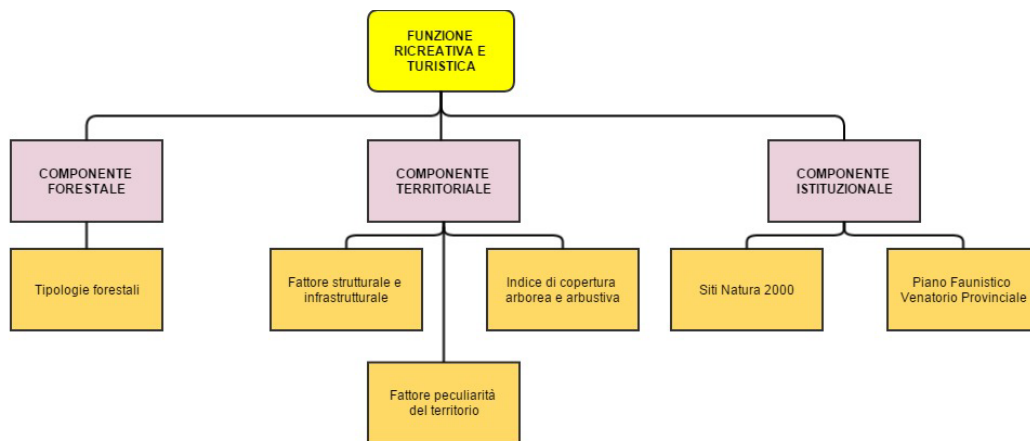 FUNZIONE
RICREATIVA E
TURISTICA
COMPONENTE
FORESTALE
COMPONENTE
TERRITORIALE
COMPONENTE
ISTITUZIONALE
Tipologie forestali
Fattore strutturale e
infrastrutturale
Indice di copertura
arborea e arbustiva
Siti Natura 2000
Piano Faunistico
Venatorio Provinciale
Fattore peculiarità
del territorio